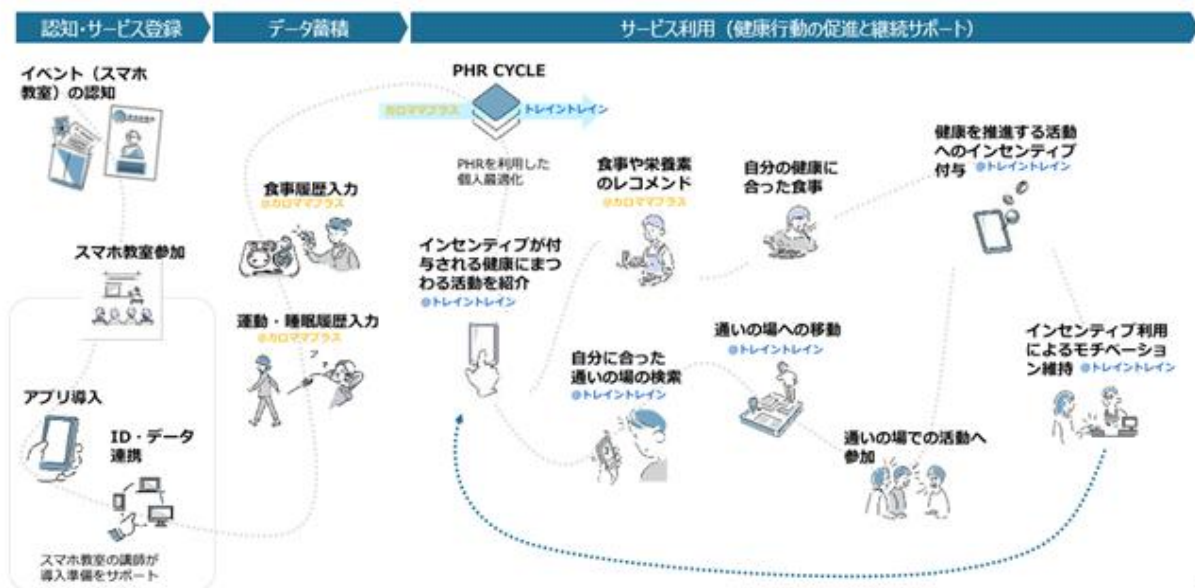 認知・サービス登録
データ蓄積
サービス利用（健康行動の促進と継続サポート）
イベント（スマホ
教室）の認知
スマホ教室参加
アプリ導入
ID・データ
連携
スマホ教室の講師が
導入準備をサポート
食事履歴入力
@カロママプラス
運動・睡眠履歴入力
@カロママプラス
PHR CYCLE
カロママプラス
トレイントレイン
PHRを利用した
個人最適化
インセンティブが付
与される健康にまつ
わる活動を紹介
@トレイントレイン
食事や栄養素
のレコメンド
@カロママプラス
自分の健康に
合った食事
自分に合った
通いの場の検索
@トレイントレイン
通いの場への移動
@トレイントレイン
通いの場での活動へ
参加
健康を推進する活動
へのインセンティブ
付与 @トレイントレイン
インセンティブ利用
によるモチベーショ
ン維持 @トレイントレイン